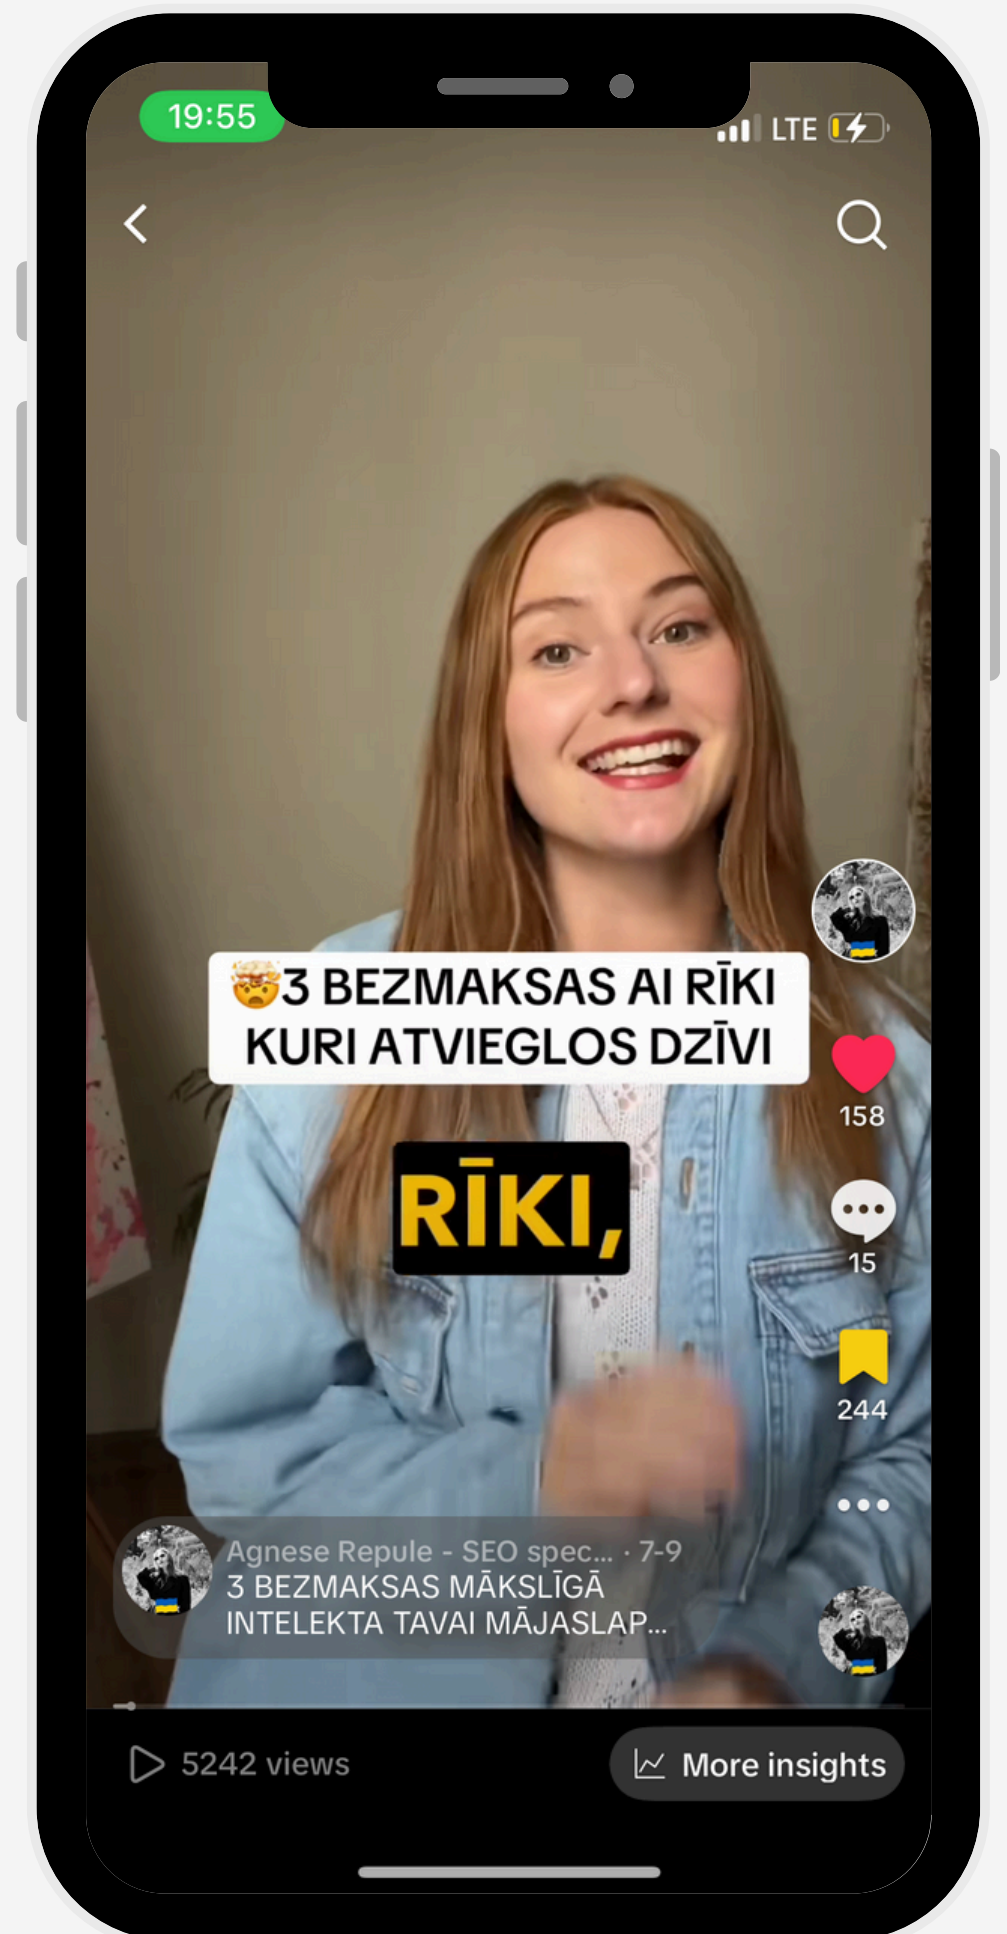 19:55
LTE
🤯3 BEZMAKSAS AI RĪKI
KURI ATVIEGLOS DZĪVI
RĪKI,
158
15
244
Agnese Repule - SEO spec... · 7-9
3 BEZMAKSAS MĀKSLĪGĀ
INTELEKTA TAVAI MĀJASLAP...
5242 views
More insights